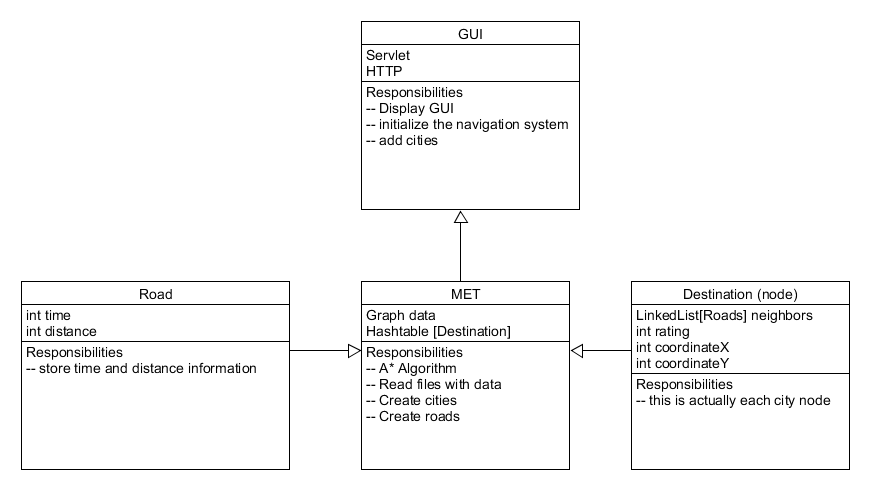 GUI
Servlet
HTTP
Responsibilities
-- Display GUI
-- initialize the navigation system
-- add cities
Road
int time
int distance
Responsibilities
-- store time and distance information
MET
Graph data
Hashtable [Destination]
Responsibilities
-- A* Algorithm
-- Read files with data
-- Create cities
-- Create roads
Destination (node)
LinkedList[Roads] neighbors
int rating
int coordinateX
int coordinateY
Responsibilities
-- this is actually each city node